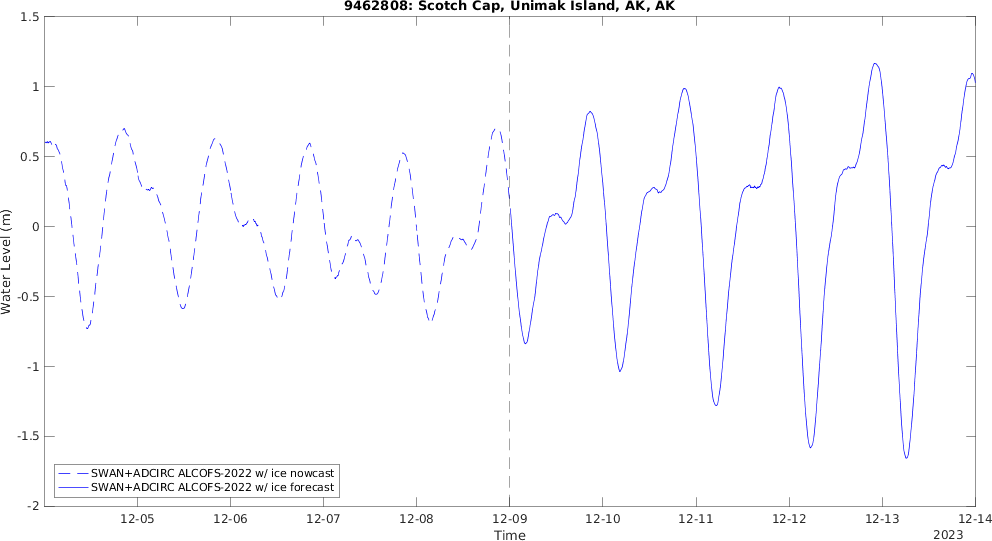 9462808: Scotch Cap, Unimak Island, AK, AK
1.5
1
0.5
0
-0.5
-1
-1.5
-2
Water Level (m)
SWAN+ADCIRC ALCOFS-2022 w/ ice nowcast
SWAN+ADCIRC ALCOFS-2022 w/ ice forecast
12-05 12-06 12-07 12-08 12-09 12-10 12-11 12-12 12-13 12-14
Time
2023